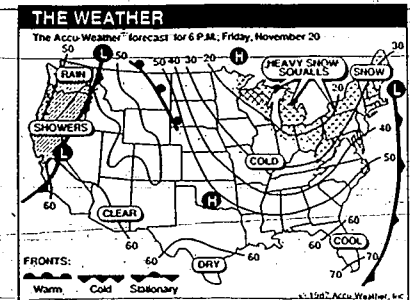 THE WEATHER
The Accu-Weather forecast for 6 P.M., Friday, November 20
50
L
50
50 40 30 20
H
HEAVY SNOW
SQUALLS
SNOW
30
RAIN
20
L
SHOWERS
40
L
COLD
50
H
60
CLEAR
60
60
60
60
COOL
DRY
70
70
FRONTS:
Warm Cold Stationary
Accu-Weather, Inc